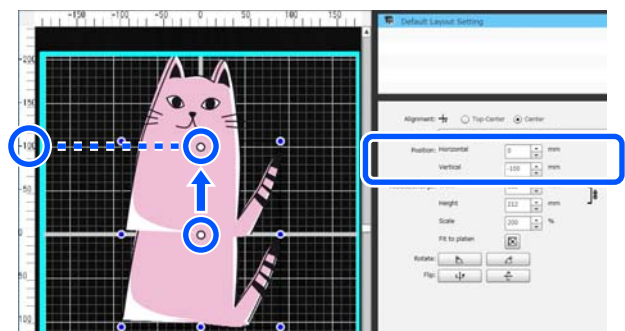 -150 -100 -50 0 50 100 150
Default Layout Setting
-200
-150
-100
-50
0
50
100
Alignment: Top Center Center
Position: Horizontal 0 mm
Vertical -100 mm
Height 212 mm
Scale 200 %
Fit to platen
Rotate:
Flip: